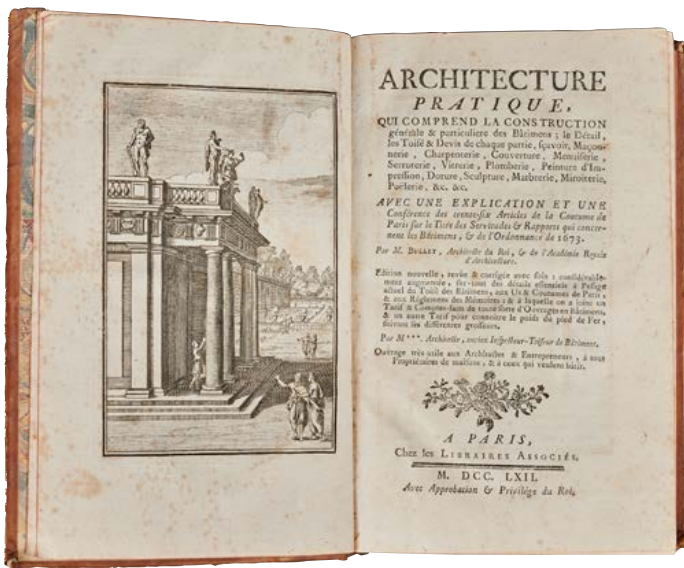 ARCHITECTURE
PRATIQUE,
QUI COMPREND LA CONSTRUCTION
générale & particuliere des Bâtimens ; le Détail,
les Toisé & Devis de chaque partie, sçavoir, Maçon-
nerie, Charpenterie, Couverture, Menuiserie,
Serrurerie, Vitrerie, Plomberie, Peinture d'Im-
pression, Dorure, Sculpture, Marbrerie, Miroiterie,
Poëlerie, &c. &c.
AVEC UNE EXPLICATION ET UNE
Conférence des trente-six Articles de la Coutume de
Paris sur le Titre des Servitudes & Rapports qui concer-
nent les Bâtimens, & de l'Ordonnance de 1673.
Par M. BULLET, Architecte du Roi, & de l'Académie Royale
d'Architecture.
Edition nouvelle, revûe & corrigée avec soin : considérable-
ment augmentée, sur-tout des détails essentiels à l'usage
actuel du Toisé des Bâtimens, aux Us & Coutumes de Paris,
& aux Réglemens des Mémoires : & à laquelle on a joint un
Tarif & Comptes-faits de toute sorte d'Ouvrages en Bâtimens,
& un autre Tarif pour connoître le poids du pied de Fer,
suivant ses différentes grosseurs.
Par M***. Architecte, ancien Inspecteur-Toiseur de Bâtimens.
Ouvrage très-utile aux Architectes & Entrepreneurs, à tous
Propriétaires de maisons, & à ceux qui veulent bâtir.
A PARIS,
Chez les LIBRAIRES ASSOCIÉS.
M. DCC. LXII.
Avec Approbation & Privilége du Roi.